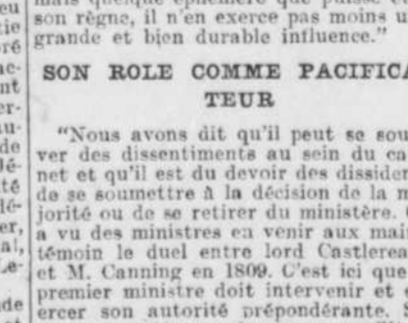 mais quelque éphémère que puisse
son règne, il n'en exerce pas moins u
grande et bien durable influence."
SON ROLE COMME PACIFICA
TEUR
"Nous avons dit qu'il peut se sou
ver des dissentiments au sein du ca
net et qu'il est du devoir des dissiden
de se soumettre à la décision de la m
jorité ou de se retirer du ministère.
a vu des ministres en venir aux mai
témoin le duel entre lord Castlerea
et M. Canning en 1809. C'est ici que
premier ministre doit intervenir et e
ercer son autorité prépondérante. S